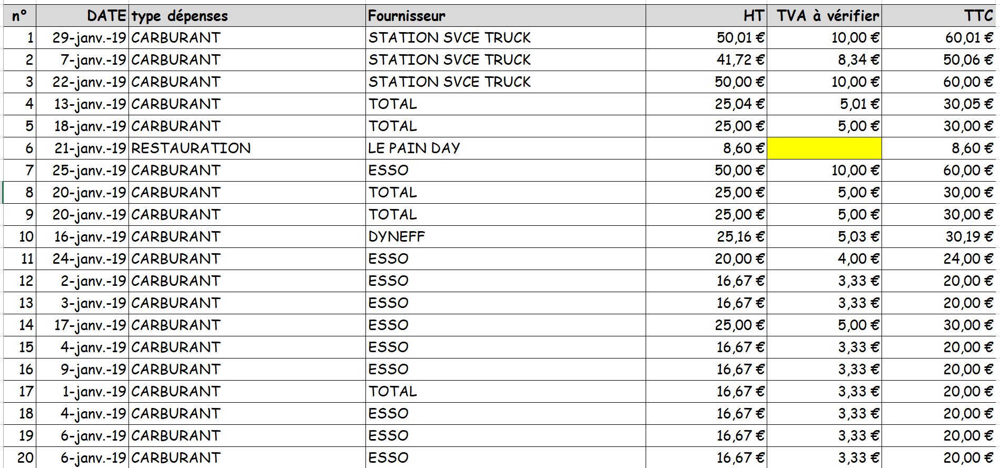 n° DATE type dépenses Fournisseur HT TVA à vérifier TTC
1 29-janv.-19 CARBURANT STATION SVCE TRUCK 50,01 € 10,00 € 60,01 €
2 7-janv.-19 CARBURANT STATION SVCE TRUCK 41,72 € 8,34 € 50,06 €
3 22-janv.-19 CARBURANT STATION SVCE TRUCK 50,00 € 10,00 € 60,00 €
4 13-janv.-19 CARBURANT TOTAL 25,04 € 5,01 € 30,05 €
5 18-janv.-19 CARBURANT TOTAL 25,00 € 5,00 € 30,00 €
6 21-janv.-19 RESTAURATION LE PAIN DAY 8,60 € 8,60 €
7 25-janv.-19 CARBURANT ESSO 50,00 € 10,00 € 60,00 €
8 20-janv.-19 CARBURANT TOTAL 25,00 € 5,00 € 30,00 €
9 20-janv.-19 CARBURANT TOTAL 25,00 € 5,00 € 30,00 €
10 16-janv.-19 CARBURANT DYNEFF 25,16 € 5,03 € 30,19 €
11 24-janv.-19 CARBURANT ESSO 20,00 € 4,00 € 24,00 €
12 2-janv.-19 CARBURANT ESSO 16,67 € 3,33 € 20,00 €
13 3-janv.-19 CARBURANT ESSO 16,67 € 3,33 € 20,00 €
14 17-janv.-19 CARBURANT ESSO 25,00 € 5,00 € 30,00 €
15 4-janv.-19 CARBURANT ESSO 16,67 € 3,33 € 20,00 €
16 9-janv.-19 CARBURANT ESSO 16,67 € 3,33 € 20,00 €
17 1-janv.-19 CARBURANT TOTAL 16,67 € 3,33 € 20,00 €
18 4-janv.-19 CARBURANT ESSO 16,67 € 3,33 € 20,00 €
19 6-janv.-19 CARBURANT ESSO 16,67 € 3,33 € 20,00 €
20 6-janv.-19 CARBURANT ESSO 16,67 € 3,33 € 20,00 €